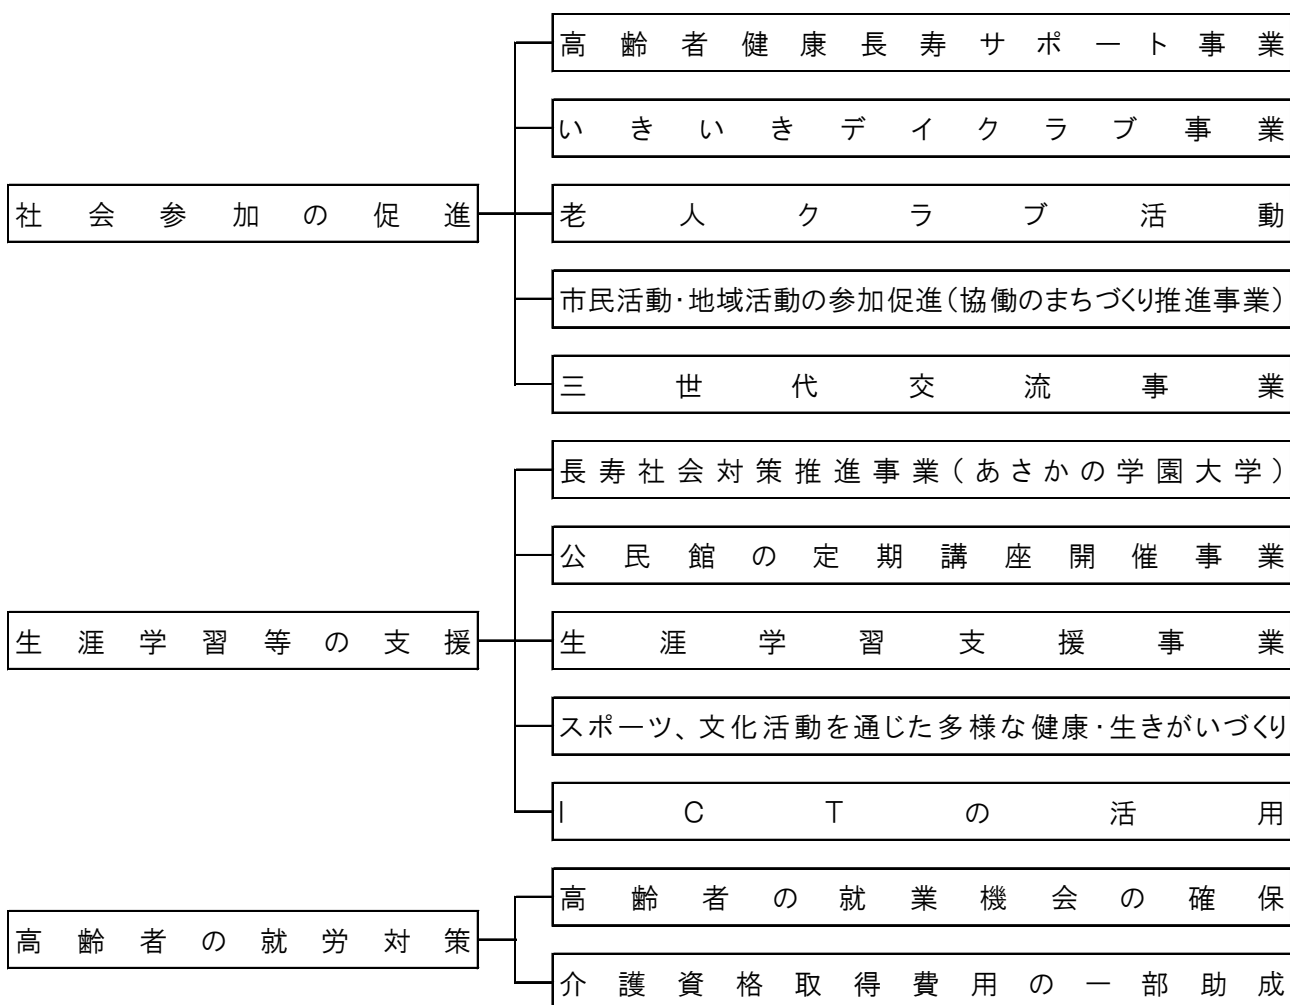 社会参加の促進
高齢者健康長寿サポート事業
いきいきデイクラブ事業
老人クラブ活動
市民活動・地域活動の参加促進(協働のまちづくり推進事業)
三世代交流事業
生涯学習等の支援
長寿社会対策推進事業(あさかの学園大学)
公民館の定期講座開催事業
生涯学習支援事業
スポーツ、文化活動を通じた多様な健康・生きがいづくり
ICTの活用
高齢者の就労対策
高齢者の就業機会の確保
介護資格取得費用の一部助成